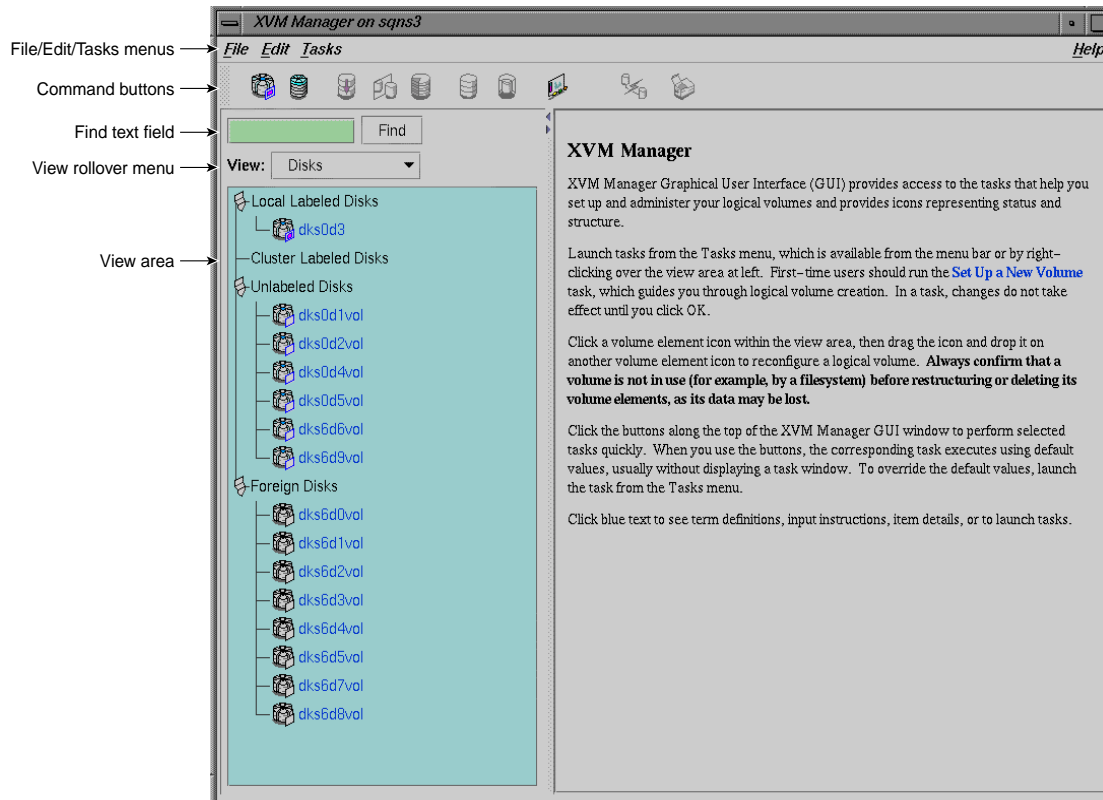 XVM Manager on sqns3
File/Edit/Tasks menus
File Edit Tasks
Help
Command buttons
Find text field
Find
View rollover menu
View: Disks
View area
Local Labeled Disks
dks0d3
Cluster Labeled Disks
Unlabeled Disks
dks0d1vol
dks0d2vol
dks0d4vol
dks0d5vol
dks6d6vol
dks6d9vol
Foreign Disks
dks6d0vol
dks6d1vol
dks6d2vol
dks6d3vol
dks6d4vol
dks6d5vol
dks6d7vol
dks6d8vol
XVM Manager
XVM Manager Graphical User Interface (GUI) provides access to the tasks that help you
set up and administer your logical volumes and provides icons representing status and
structure.
Launch tasks from the Tasks menu, which is available from the menu bar or by right-
clicking over the view area at left. First-time users should run the Set Up a New Volume
task, which guides you through logical volume creation. In a task, changes do not take
effect until you click OK.
Click a volume element icon within the view area, then drag the icon and drop it on
another volume element icon to reconfigure a logical volume. Always confirm that a
volume is not in use (for example, by a filesystem) before restructuring or deleting its
volume elements, as its data may be lost.
Click the buttons along the top of the XVM Manager GUI window to perform selected
tasks quickly. When you use the buttons, the corresponding task executes using default
values, usually without displaying a task window. To override the default values, launch
the task from the Tasks menu.
Click blue text to see term definitions, input instructions, item details, or to launch tasks.